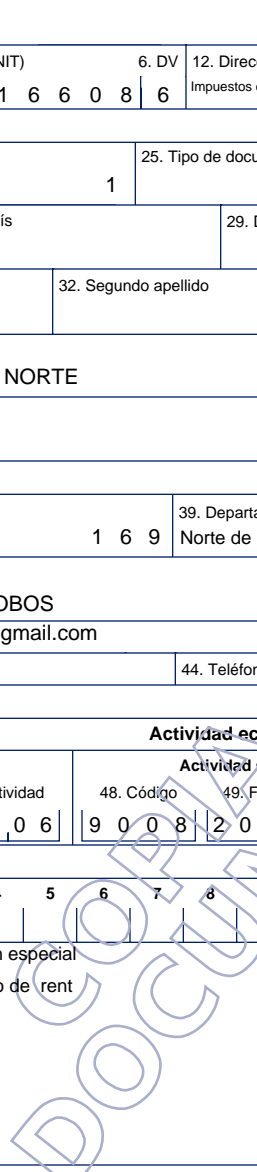 NIT) 6. DV 12. Direcc
1 6 6 0 8 6 Impuestos
25. Tipo de docu
1
ís 29. D
32. Segundo apellido
NORTE
39. Departa
1 6 9 Norte de
OBOS
gmail.com
44. Teléfon
Actividad ec
Actividad
tividad 48. Código 49. F
0 6 9 0 0 8 2 0
5 6 7 8
n especial
o de rent
COPIA
DOCUM